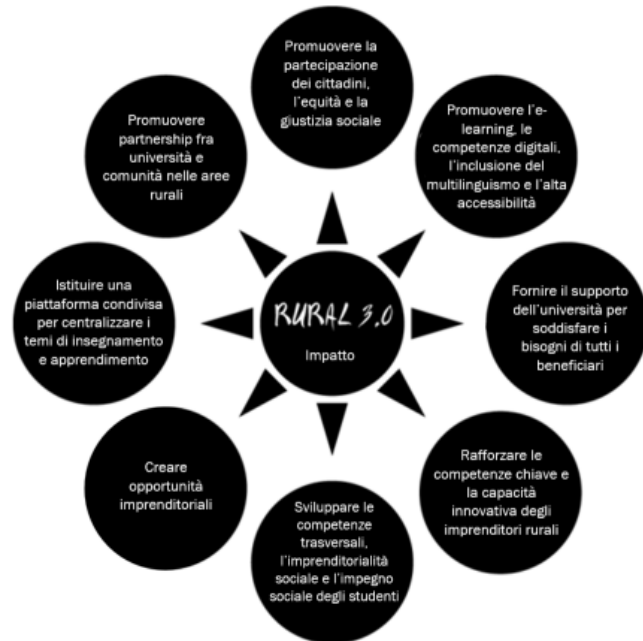 Promuovere la
partecipazione
dei cittadini,
l'equità e la
giustizia sociale
Promuovere l'e-
learning, le
competenze digitali,
l'inclusione del
multilinguismo e l'alta
accessibilità
Fornire il supporto
dell'università per
soddisfare i
bisogni di tutti i
beneficiari
Rafforzare le
competenze chiave e
la capacità
innovativa degli
imprenditori rurali
Sviluppare le
competenze
trasversali,
l'imprenditorialità
sociale e l'impegno
sociale degli studenti
Creare
opportunità
imprenditoriali
Istituire una
piattaforma condivisa
per centralizzare i
temi di insegnamento
e apprendimento
Promuovere
partnership fra
università e
comunità nelle aree
rurali
RURAL 3.0
Impatto